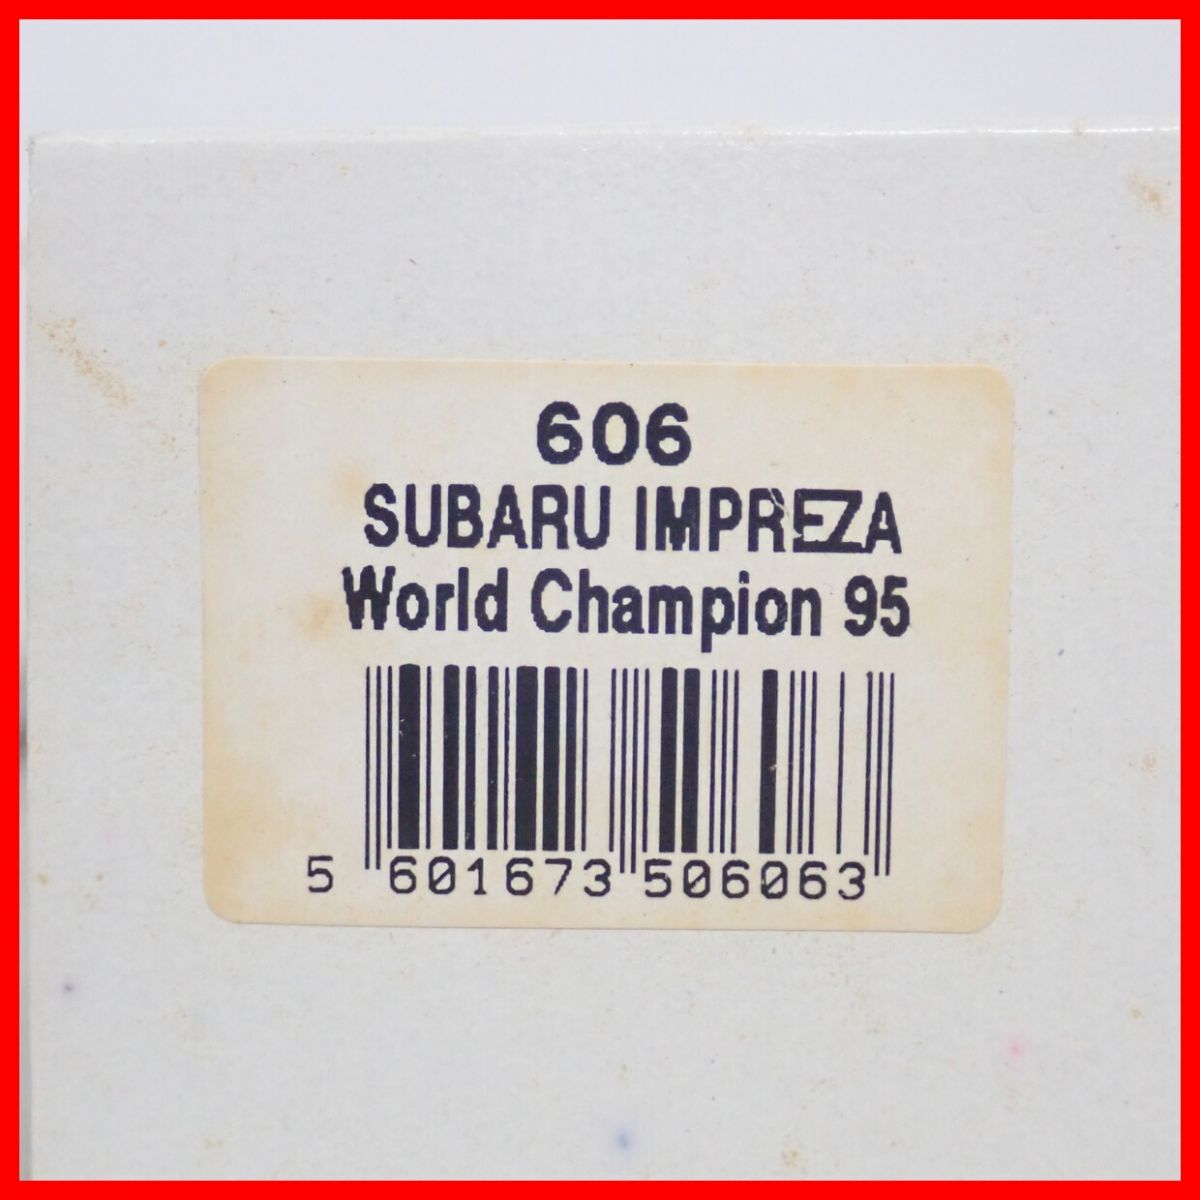 606
SUBARU IMPREZA
World Champion 95
5 601673 506063